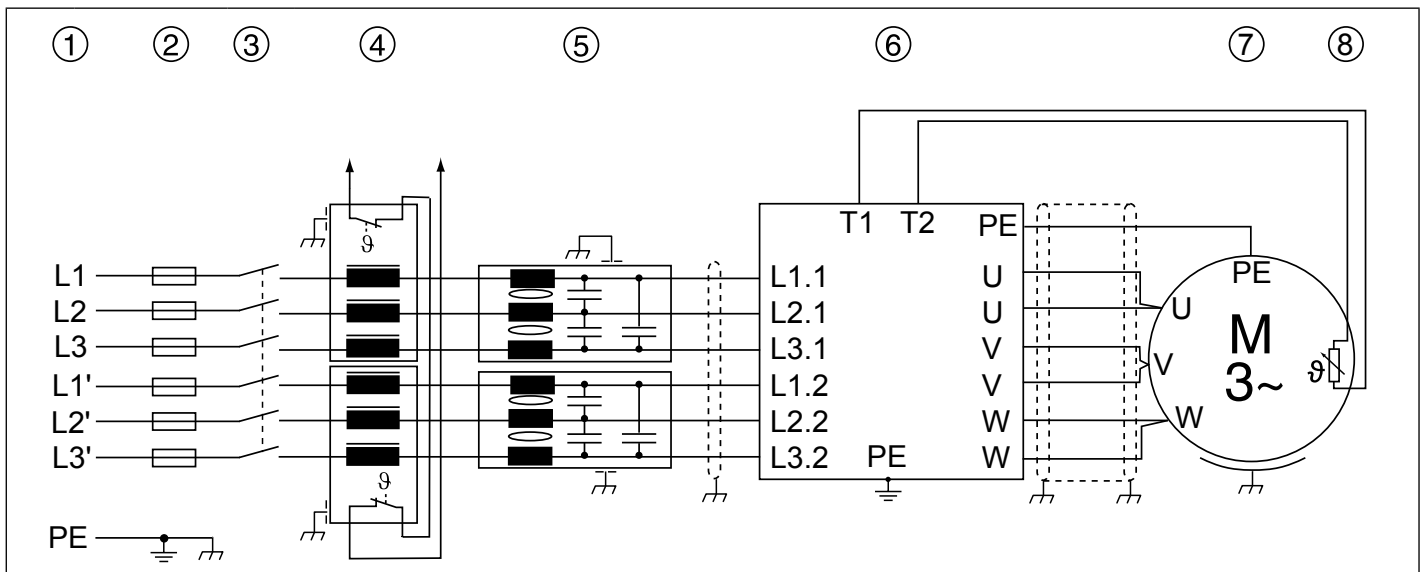 ① ② ③ ④ ⑤ ⑥ ⑦ ⑧
T1 T2 PE
ϑ
L1 L1.1 U
L2 L2.1 U
L3 L3.1 V
L1' L1.2 V
L2' L2.2 W
L3' L3.2 PE W
ϑ
PE
PE
U
V
W
M
3~
ϑ